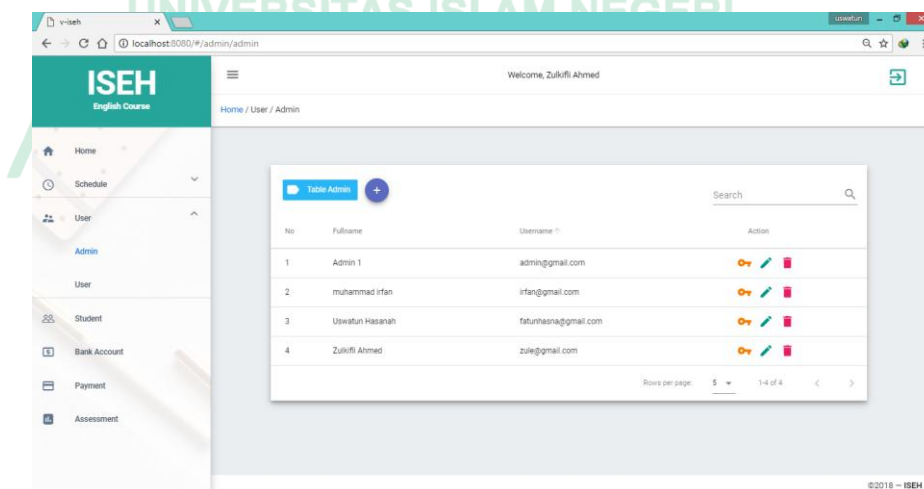 UNIVERSITAS ISLAM NEGERI
v-iseh
uswatun
localhost:8080/#/admin/admin
ISEH
English Course
Welcome, Zulkifli Ahmed
Home / User / Admin
Home
Schedule
User
Admin
User
Student
Bank Account
Payment
Assessment
Table Admin
+
Search
No Fullname Username Action
1 Admin 1 admin@gmail.com
2 muhammad irfan irfan@gmail.com
3 Uswatun Hasanah fatunhasna@gmail.com
4 Zulkifli Ahmed zule@gmail.com
Rows per page: 5 1-4 of 4
©2018 — ISEH